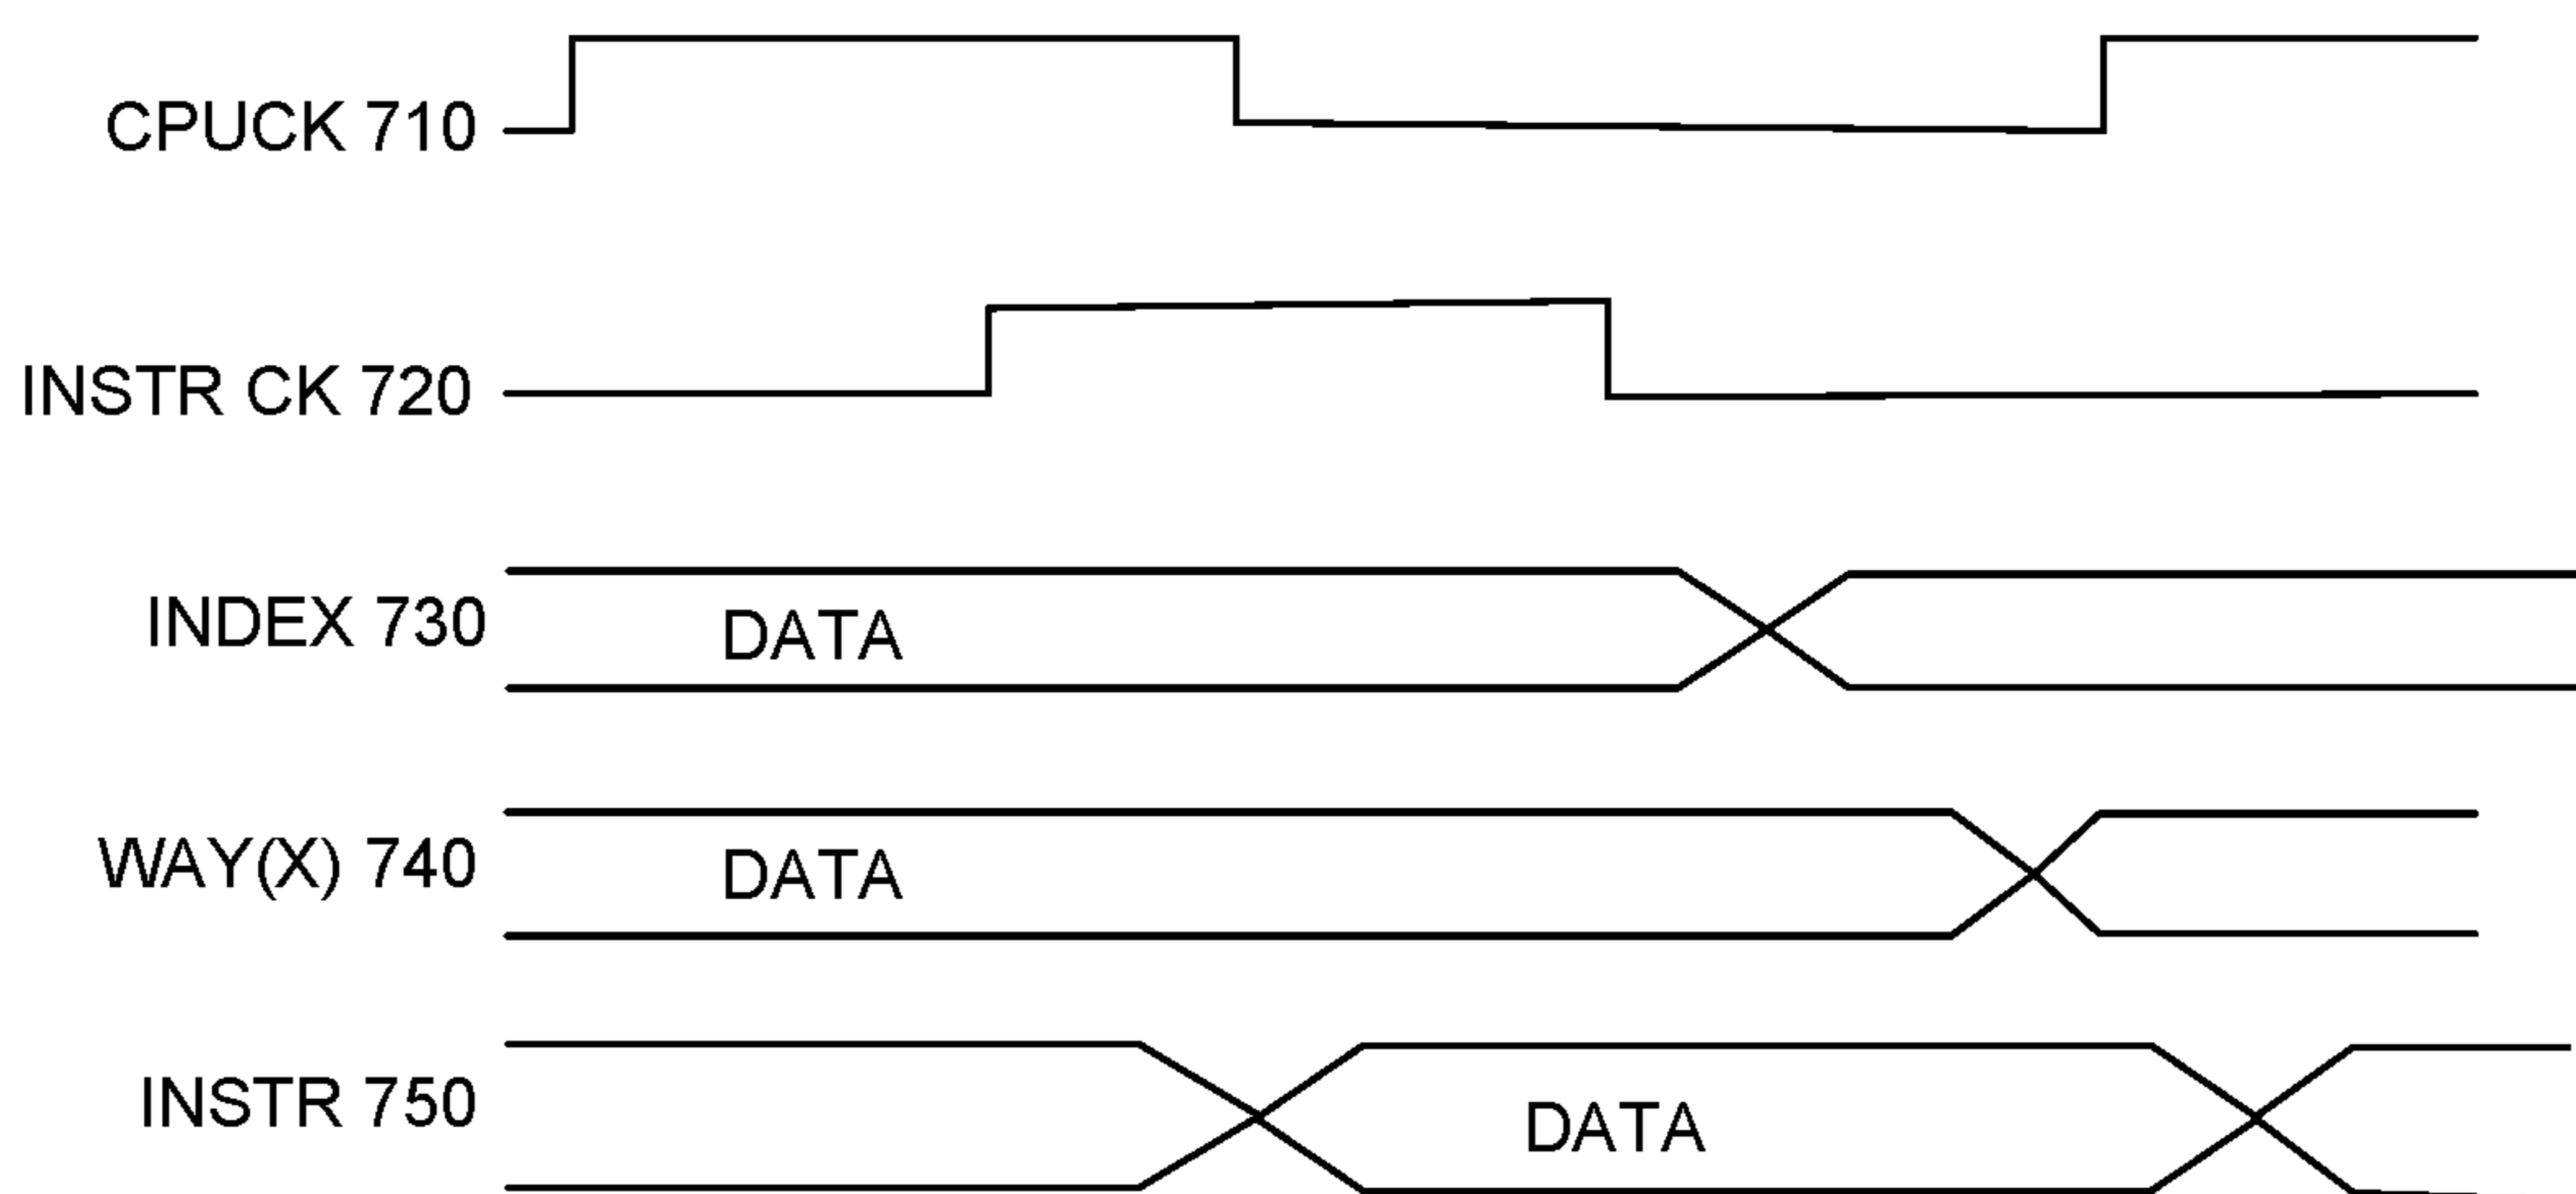 CPUCK 710
INSTR CK 720
INDEX 730
DATA
WAY(X) 740
DATA
INSTR 750
DATA